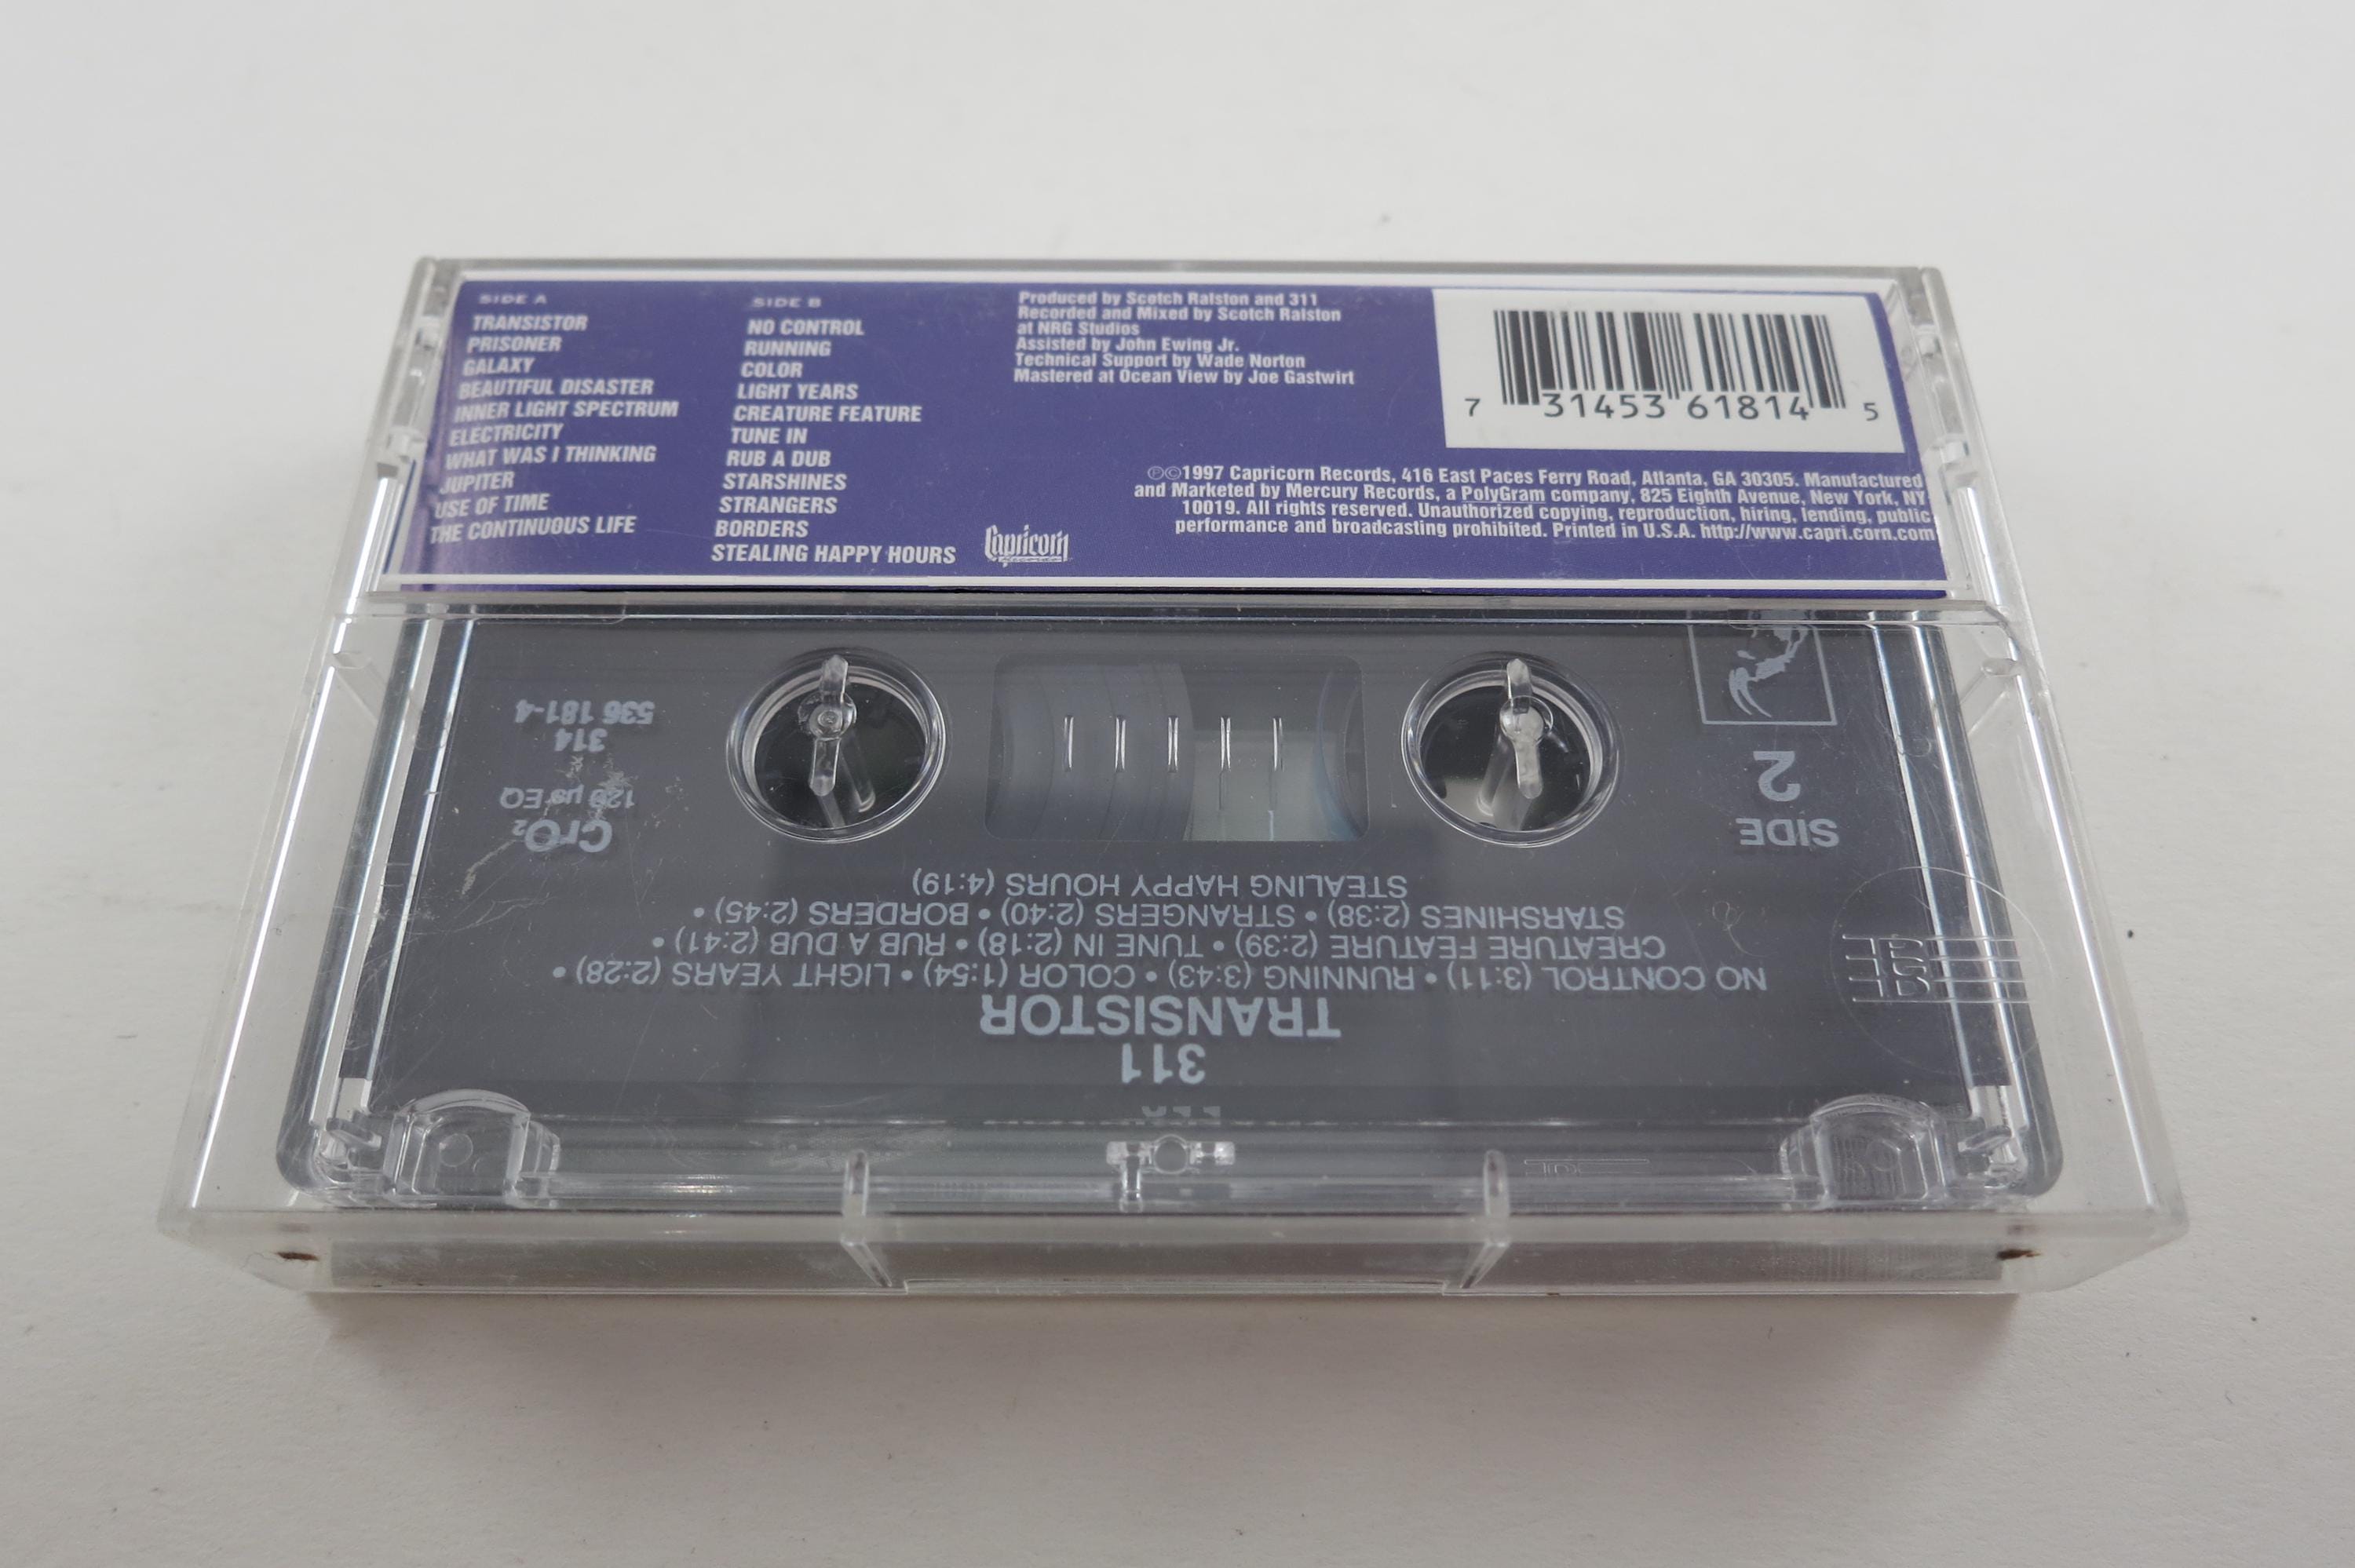 SIDE A
TRANSISTOR
PRISONER
GALAXY
BEAUTIFUL DISASTER
INNER LIGHT SPECTRUM
ELECTRICITY
WHAT WAS I THINKING
JUPITER
USE OF TIME
THE CONTINUOUS LIFE
SIDE B
NO CONTROL
RUNNING
COLOR
LIGHT YEARS
CREATURE FEATURE
TUNE IN
RUB A DUB
STARSHINES
STRANGERS
BORDERS
STEALING HAPPY HOURS
Produced by Scotch Ralston and 311
Recorded and Mixed by Scotch Ralston
at NRG Studios
Assisted by John Ewing Jr.
Technical Support by Wade Norton
Mastered at Ocean View by Joe Gastwirt
Capricorn
7 31453 61814 5
℗©1997 Capricorn Records, 416 East Paces Ferry Road, Atlanta, GA 30305. Manufactured
and Marketed by Mercury Records, a PolyGram company, 825 Eighth Avenue, New York, NY
10019. All rights reserved. Unauthorized copying, reproduction, hiring, lending, public
performance and broadcasting prohibited. Printed in U.S.A. http://www.capri.corn.com
311
TRANSISTOR
NO CONTROL (3:11) • RUNNING (3:43) • COLOR (1:54) • LIGHT YEARS (2:28) •
CREATURE FEATURE (2:39) • TUNE IN (2:18) • RUB A DUB (2:41) •
STARSHINES (2:38) • STRANGERS (2:40) • BORDERS (2:45) •
STEALING HAPPY HOURS (4:19)
SIDE
2
CrO2
120 µs EQ
314
536 181-4